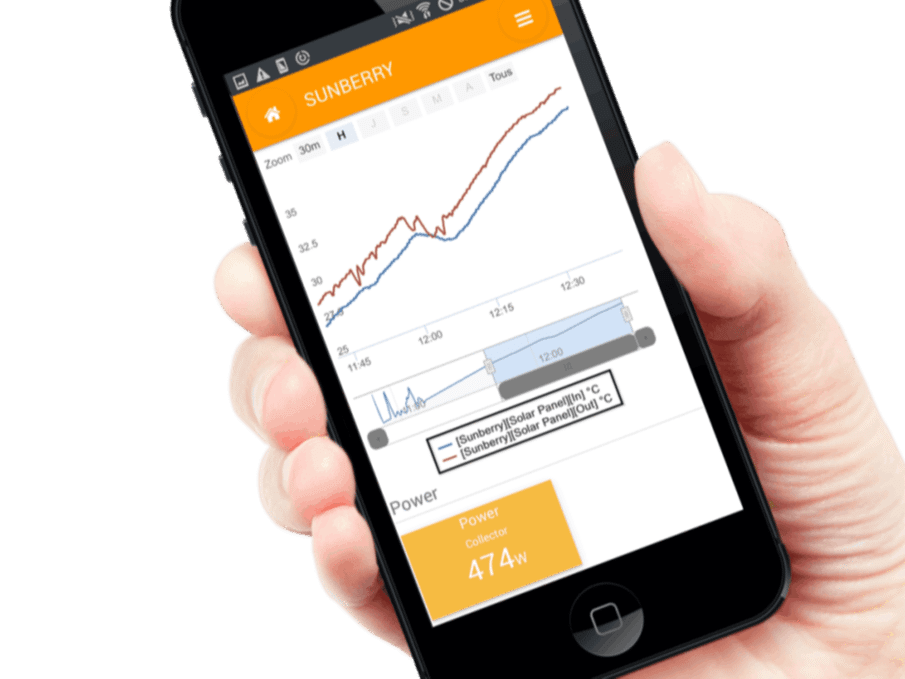 SUNBERRY
Zoom 30m H J S M A Tous
35
32.5
30
27.5
25
11:45 12:00 12:15 12:30
12:00
[Sunberry][Solar Panel][In] °C
[Sunberry][Solar Panel][Out] °C
Power
Power
Collector
474W